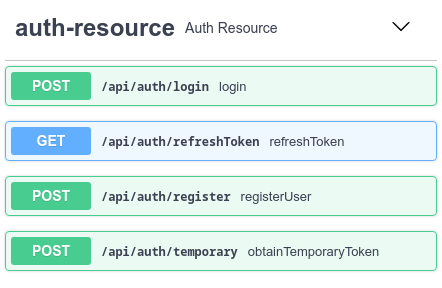 auth-resource Auth Resource
POST /api/auth/login login
GET /api/auth/refreshToken refreshToken
POST /api/auth/register registerUser
POST /api/auth/temporary obtainTemporaryToken